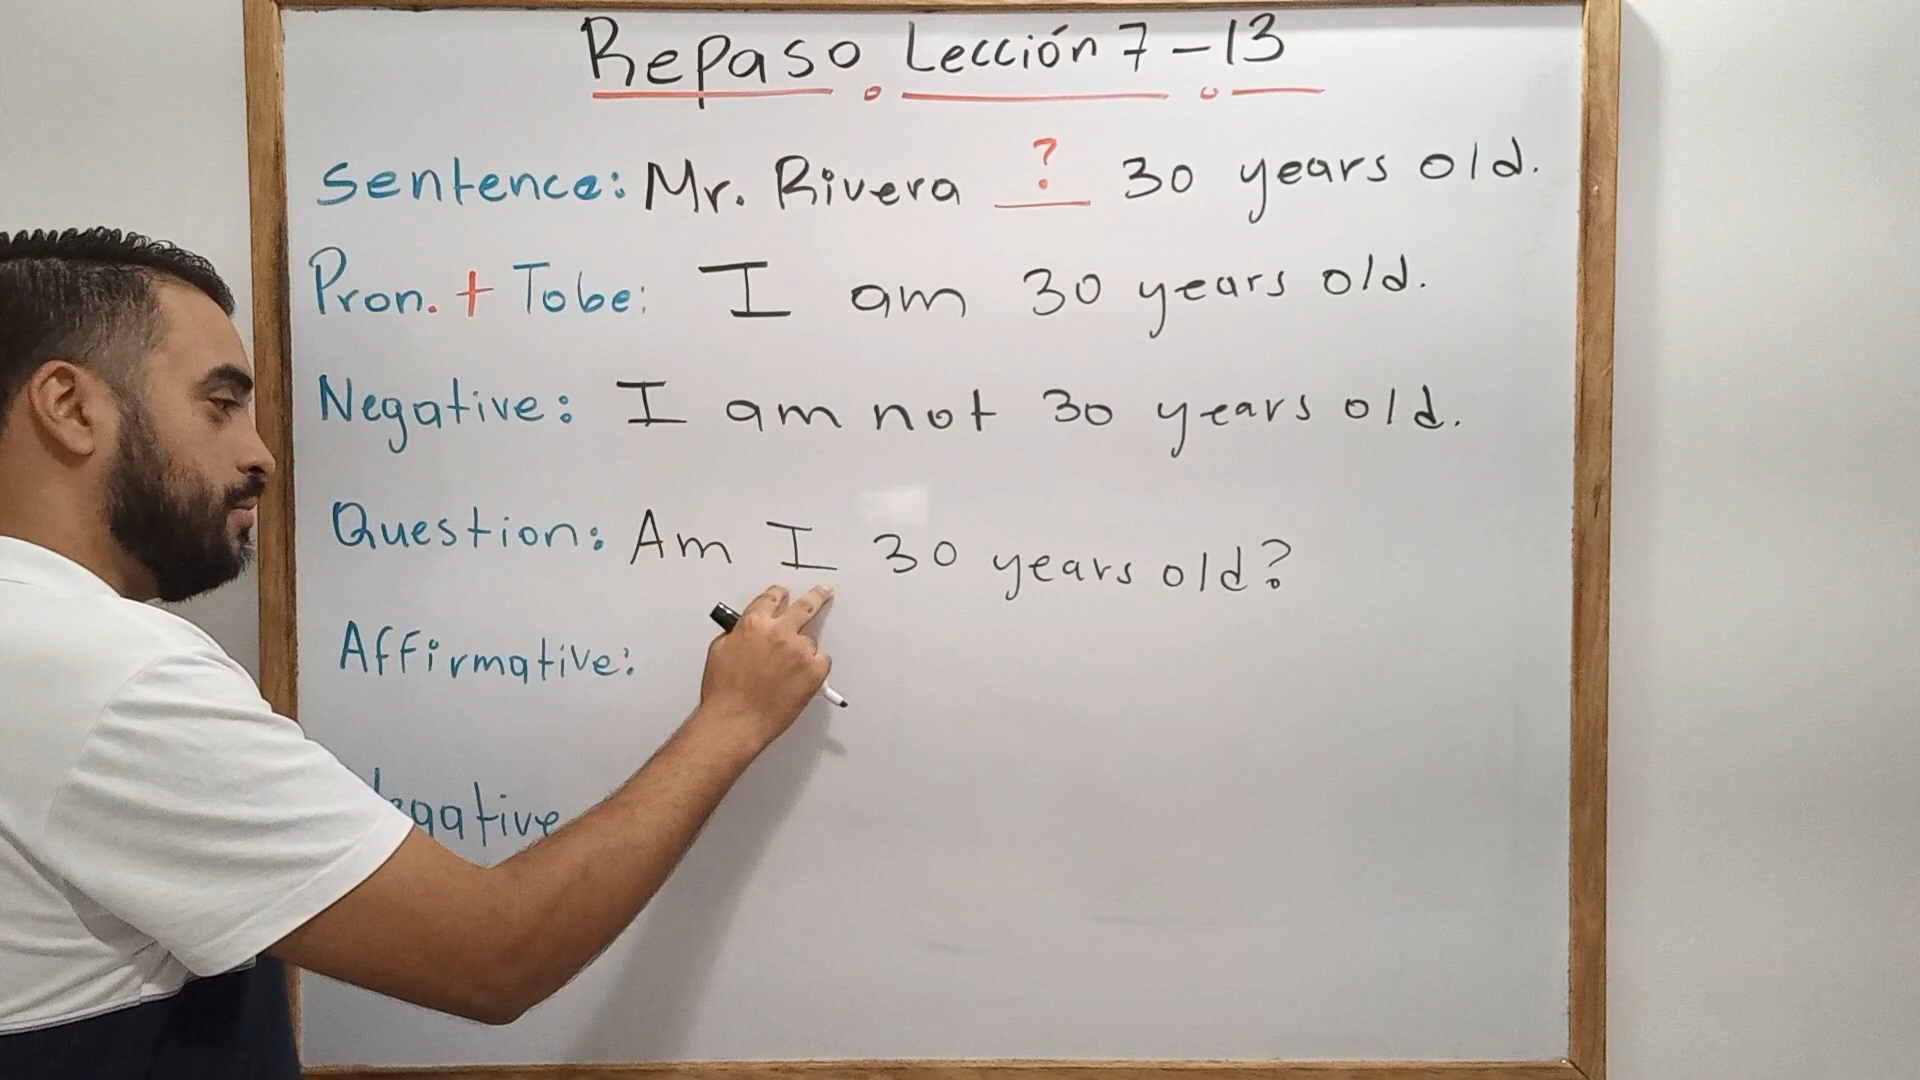 Repaso Lección 7-13
Sentence: Mr. Rivera ? 30 years old.
Pron. + Tobe: I am 30 years old.
Negative: I am not 30 years old.
Question: Am I 30 years old?
Affirmative: